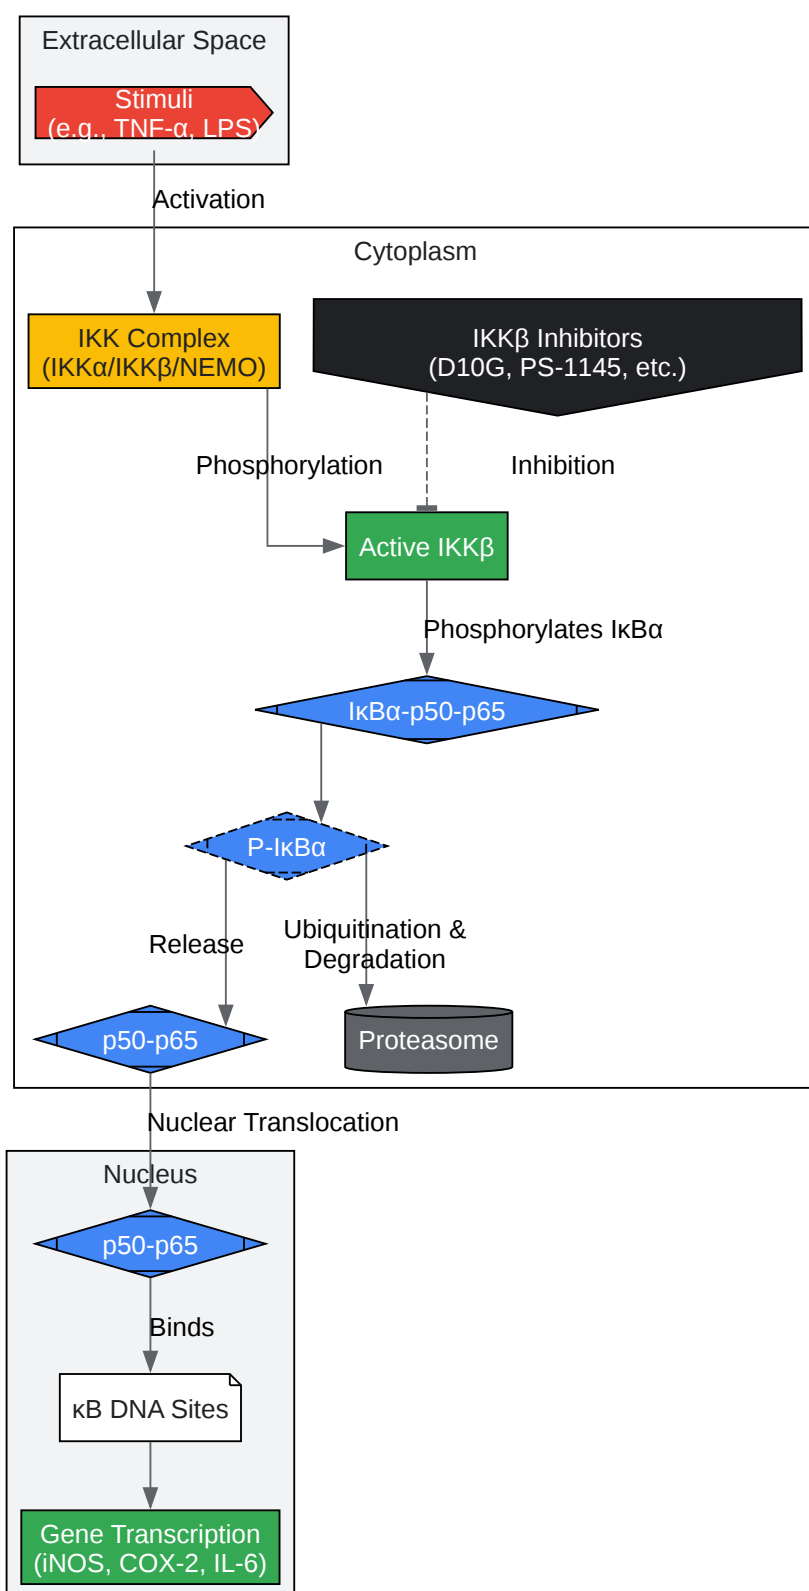 Extracellular Space
Stimuli
(e.g., TNF-α, LPS)
Activation
Cytoplasm
IKK Complex
(IKKα/IKKβ/NEMO)
IKKβ Inhibitors
(D10G, PS-1145, etc.)
Phosphorylation
Inhibition
Active IKKβ
Phosphorylates IκBα
IκBα-p50-p65
P-IκBα
Release
Ubiquitination &
Degradation
p50-p65
Proteasome
Nuclear Translocation
Nucleus
p50-p65
Binds
κB DNA Sites
Gene Transcription
(iNOS, COX-2, IL-6)